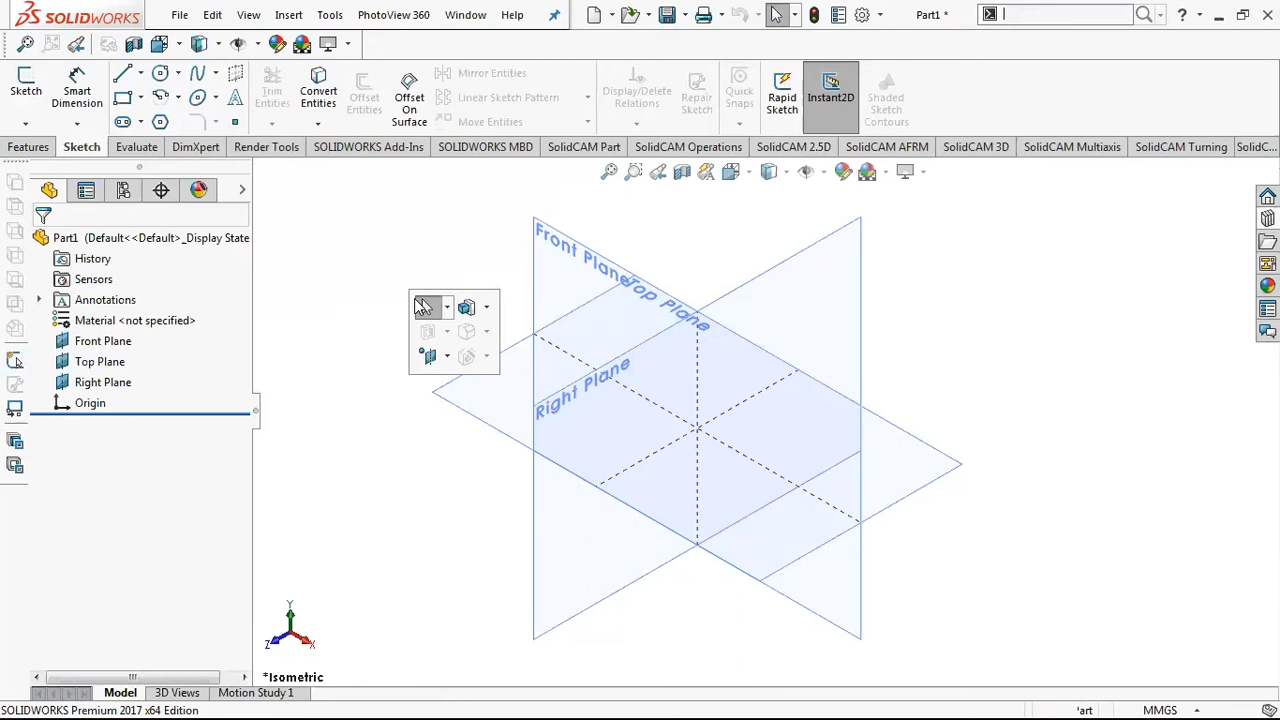 SOLIDWORKS File Edit View Insert Tools PhotoView 360 Window Help Part1 * ?
Sketch
Smart Dimension
Trim Entities
Convert Entities
Offset Entities
Offset On Surface
Mirror Entities
Linear Sketch Pattern
Move Entities
Display/Delete Relations
Repair Sketch
Quick Snaps
Rapid Sketch
Instant2D
Shaded Sketch Contours
Features Sketch Evaluate DimXpert Render Tools SOLIDWORKS Add-Ins SOLIDWORKS MBD SolidCAM Part SolidCAM Operations SolidCAM 2.5D SolidCAM AFRM SolidCAM 3D SolidCAM Multiaxis SolidCAM Turning SolidC...
Part1 (Default<<Default>_Display State
History
Sensors
Annotations
Material <not specified>
Front Plane
Top Plane
Right Plane
Origin
Front Plane
Top Plane
Right Plane
Y
Z
X
*Isometric
Model 3D Views Motion Study 1
SOLIDWORKS Premium 2017 x64 Edition 'art MMGS